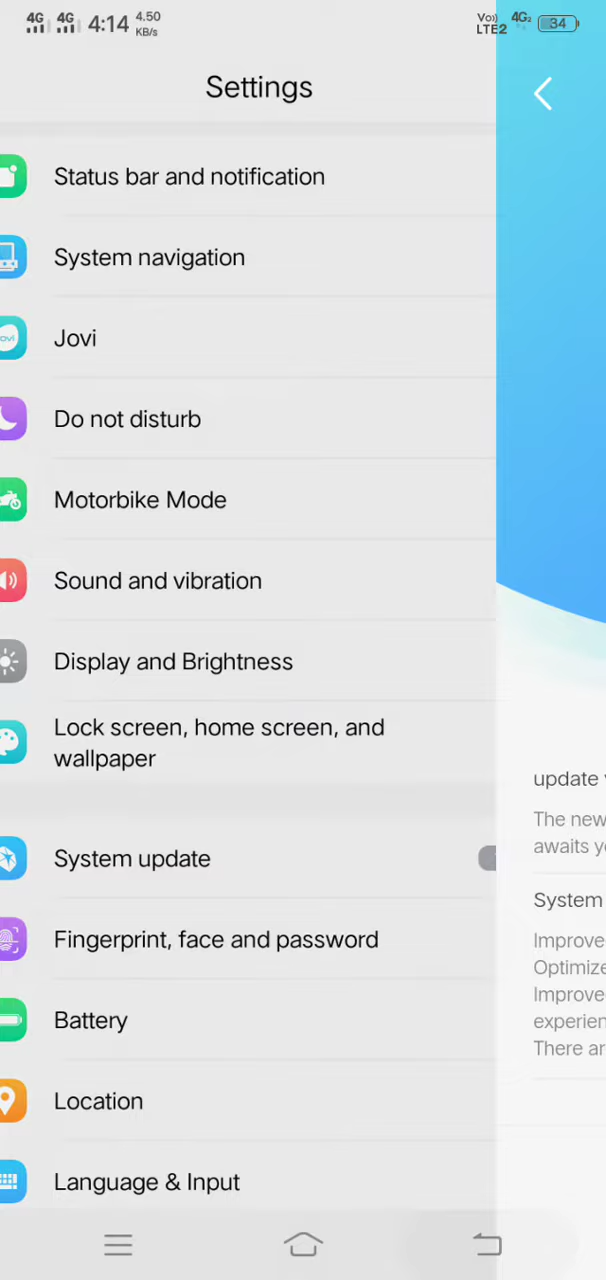 4G 4G 4:14 4.50 KB/s Vo) LTE2 4G2 34
Settings
Status bar and notification
System navigation
Jovi
Do not disturb
Motorbike Mode
Sound and vibration
Display and Brightness
Lock screen, home screen, and
wallpaper
System update
Fingerprint, face and password
Battery
Location
Language & Input
update
The new
awaits
System
Improve
Optimize
Improve
experien
There ar